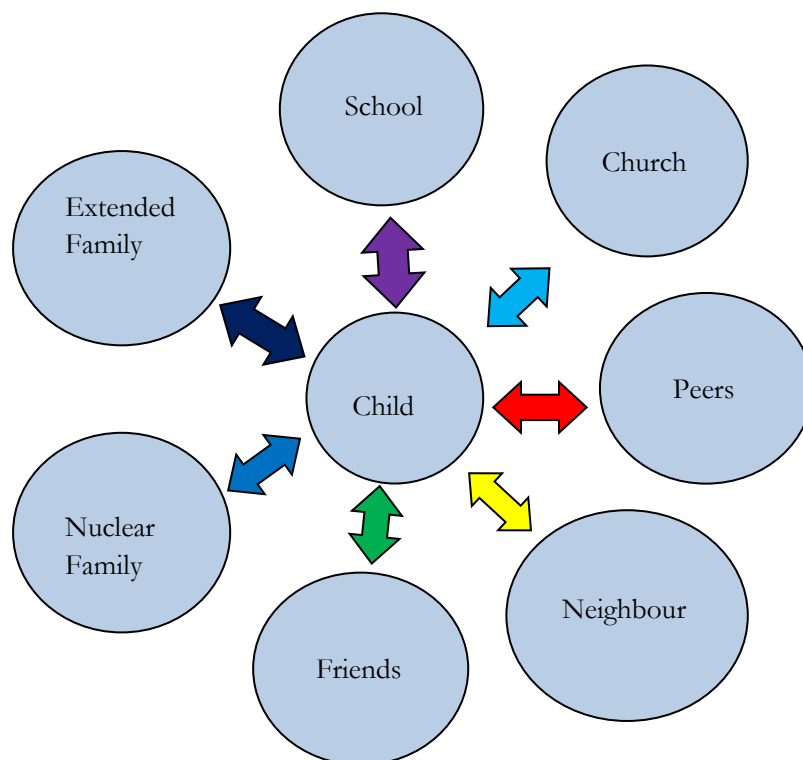 School
Church
Extended
Family
Child
Peers
Nuclear
Family
Neighbour
Friends